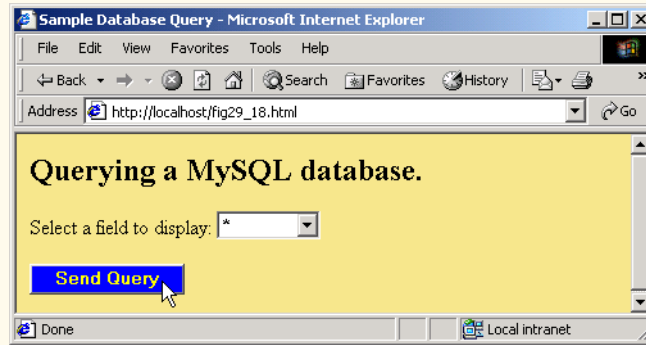 Sample Database Query - Microsoft Internet Explorer
File Edit View Favorites Tools Help
Back Search Favorites History »
Address http://localhost/fig29_18.html Go
Querying a MySQL database.
Select a field to display: *
Send Query
Done Local intranet